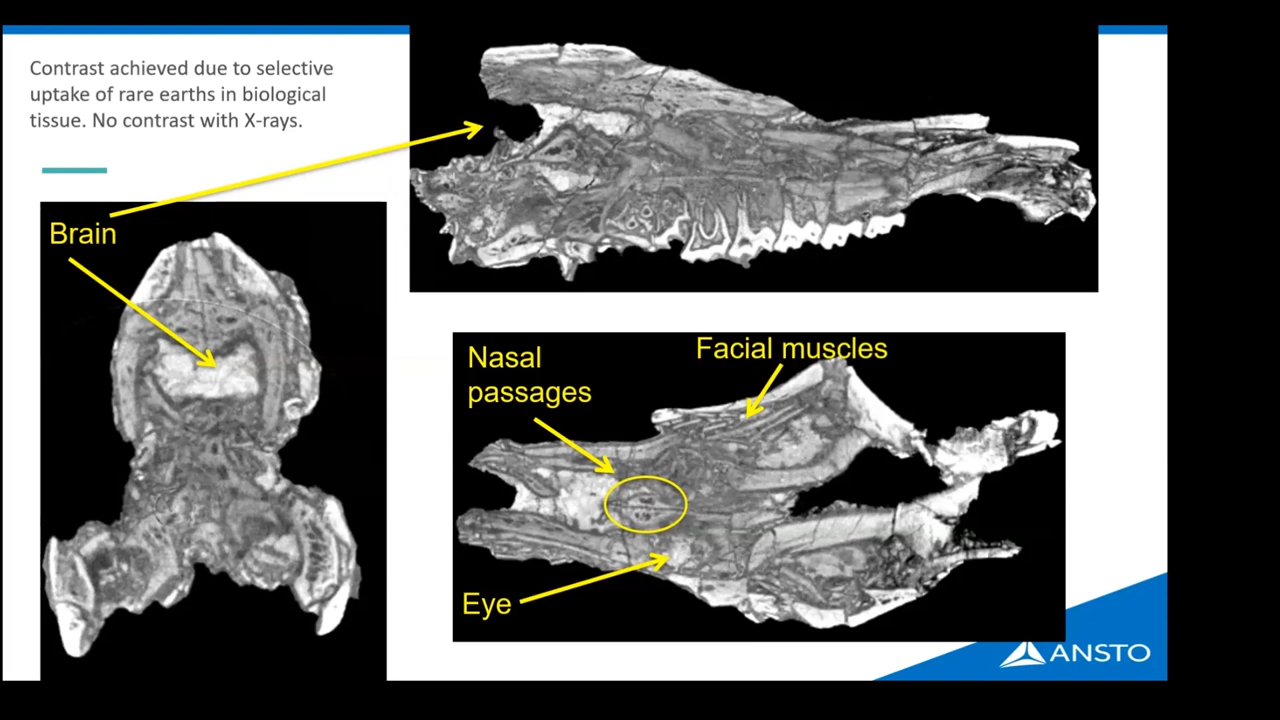 Contrast achieved due to selective
uptake of rare earths in biological
tissue. No contrast with X-rays.
Brain
Nasal
passages
Facial muscles
Eye
ANSTO